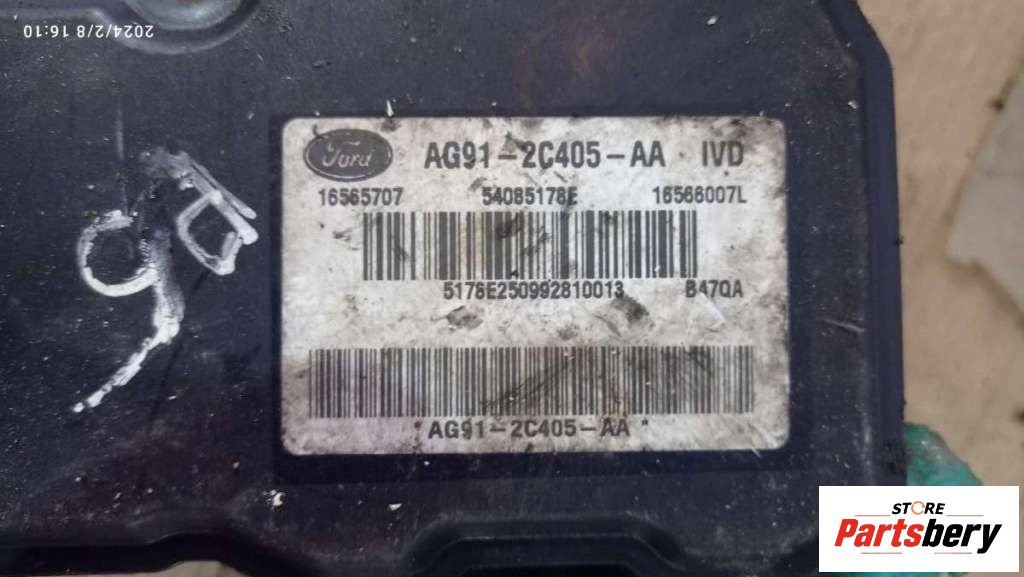 2024/2/8 16:10
Ford AG91-2C405-AA IVD
16565707 54085178E 16566007L
5178E250992810013 B47QA
*AG91-2C405-AA*
STORE
Partsbery